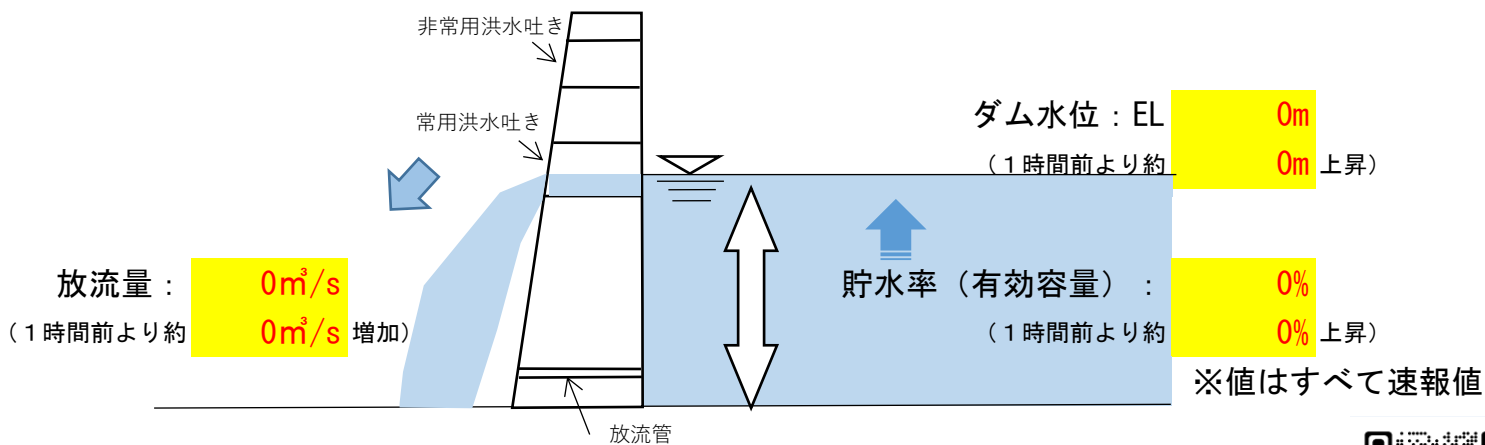 非常用洪水吐き
常用洪水吐き
ダム水位：EL 0m
（１時間前より約 0m 上昇）
放流量： 0㎥/s
（１時間前より約 0㎥/s 増加）
貯水率（有効容量）： 0%
（１時間前より約 0% 上昇）
※値はすべて速報値
放流管